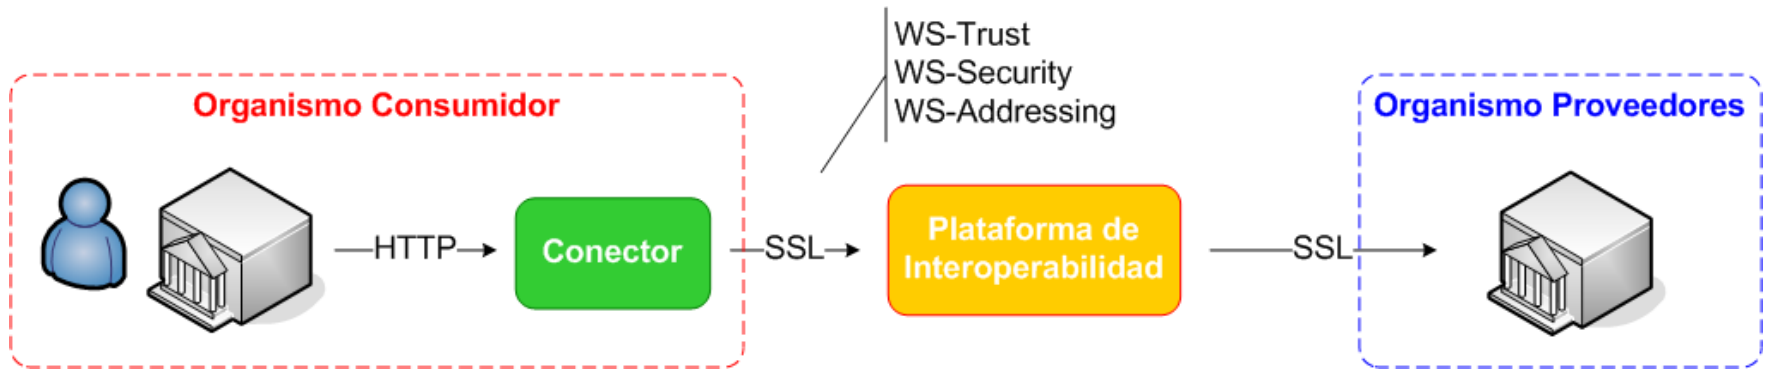 WS-Trust
WS-Security
WS-Addressing
Organismo Consumidor
HTTP
Conector
SSL
Plataforma de
Interoperabilidad
SSL
Organismo Proveedores